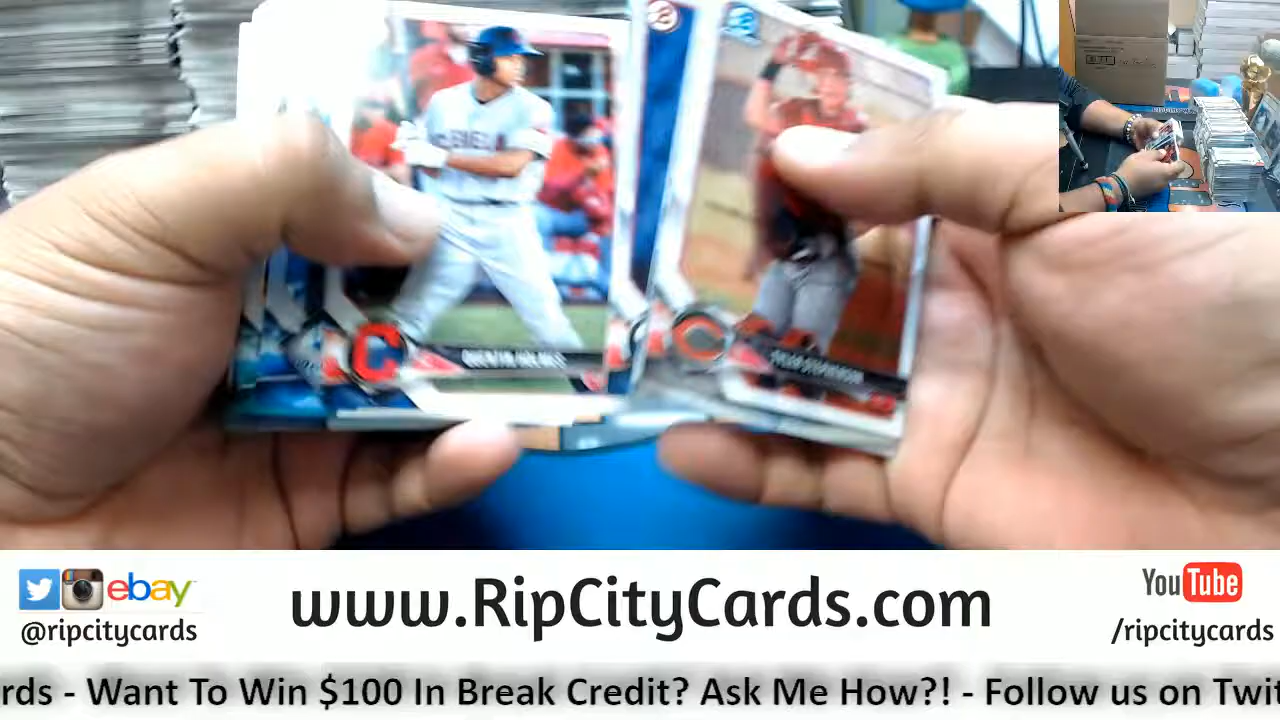 CLEVELA
C
C
ebay
@ripcitycards
www.RipCityCards.com
YouTube
/ripcitycards
rds - Want To Win $100 In Break Credit? Ask Me How?! - Follow us on Twit